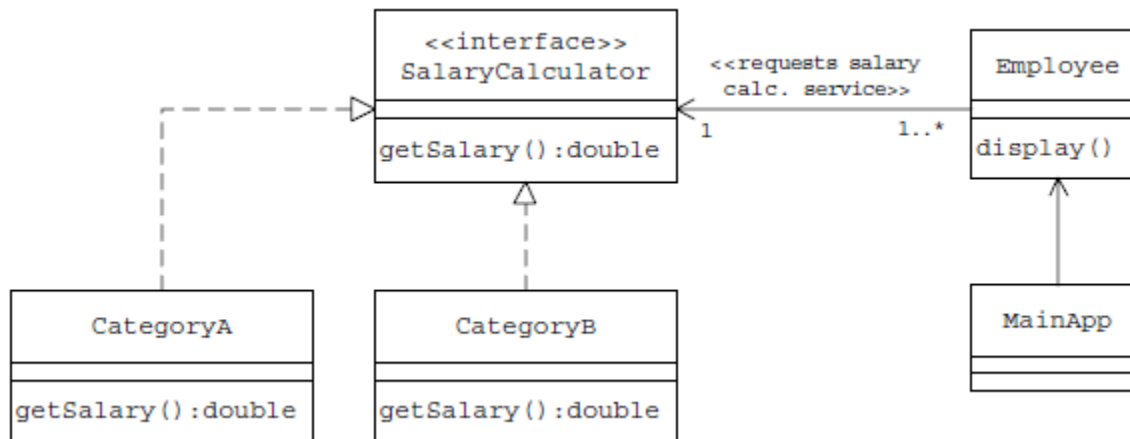 <<interface>>
SalaryCalculator
getSalary():double
<<requests salary
calc. service>>
1
1..*
Employee
display()
CategoryA
getSalary():double
CategoryB
getSalary():double
MainApp